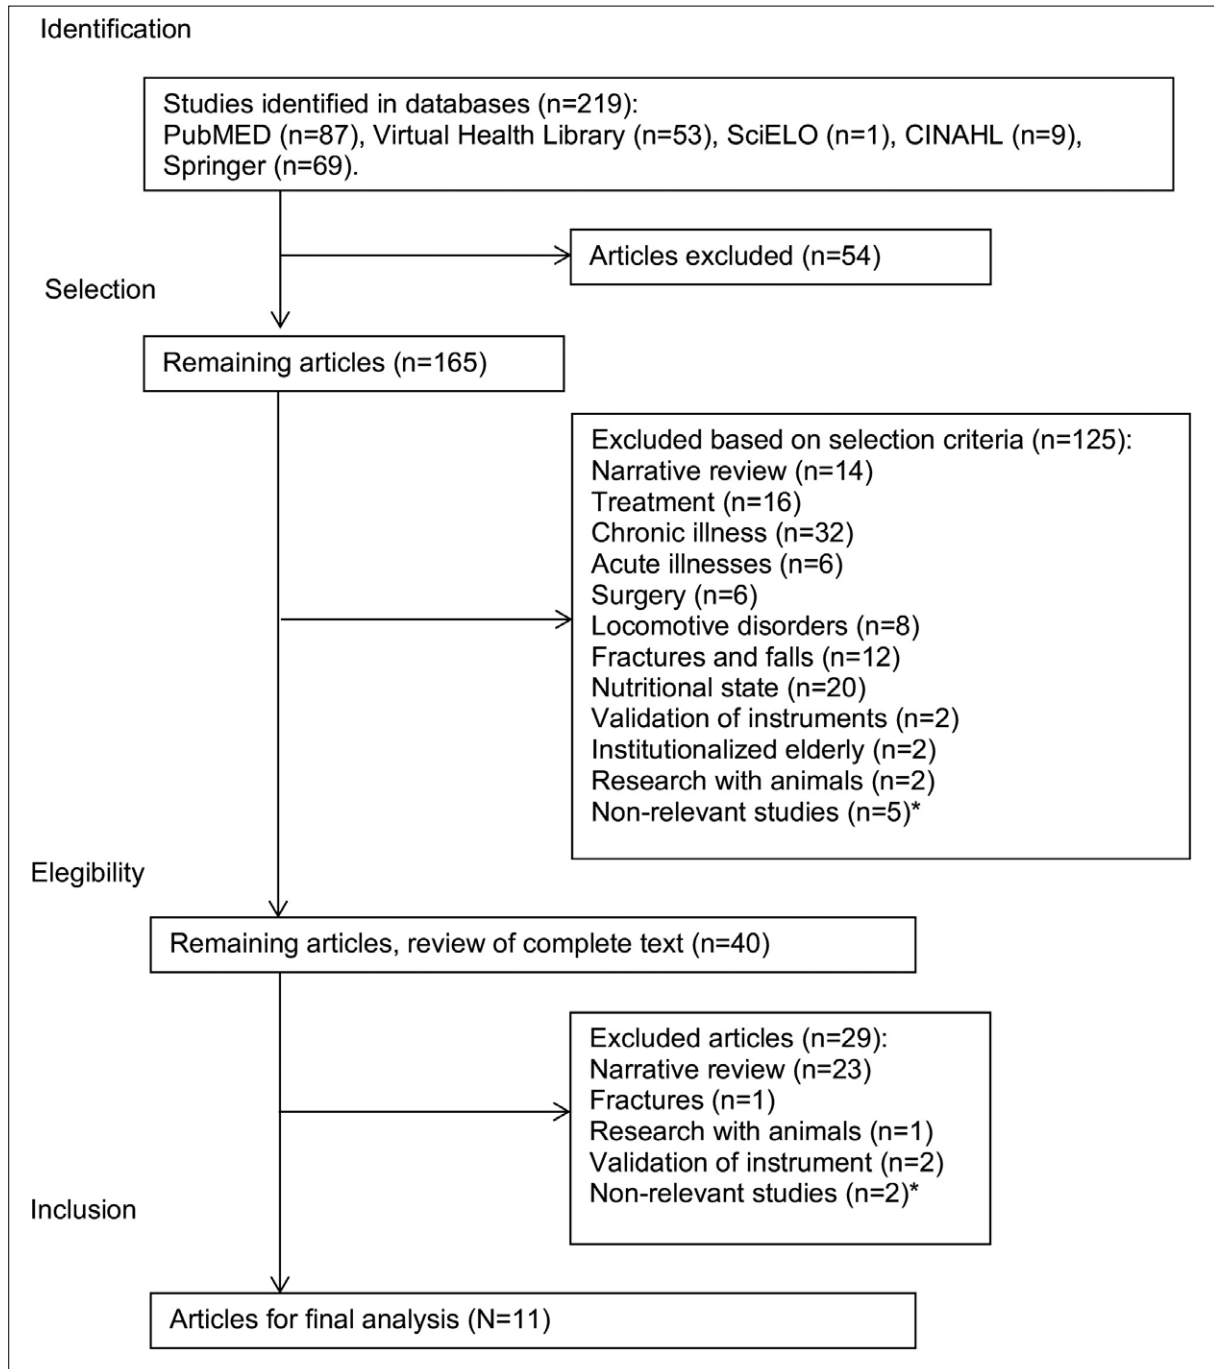 Identification
Studies identified in databases (n=219):
PubMED (n=87), Virtual Health Library (n=53), SciELO (n=1), CINAHL (n=9),
Springer (n=69).
Articles excluded (n=54)
Selection
Remaining articles (n=165)
Excluded based on selection criteria (n=125):
Narrative review (n=14)
Treatment (n=16)
Chronic illness (n=32)
Acute illnesses (n=6)
Surgery (n=6)
Locomotive disorders (n=8)
Fractures and falls (n=12)
Nutritional state (n=20)
Validation of instruments (n=2)
Institutionalized elderly (n=2)
Research with animals (n=2)
Non-relevant studies (n=5)*
Elegibility
Remaining articles, review of complete text (n=40)
Excluded articles (n=29):
Narrative review (n=23)
Fractures (n=1)
Research with animals (n=1)
Validation of instrument (n=2)
Non-relevant studies (n=2)*
Inclusion
Articles for final analysis (N=11)